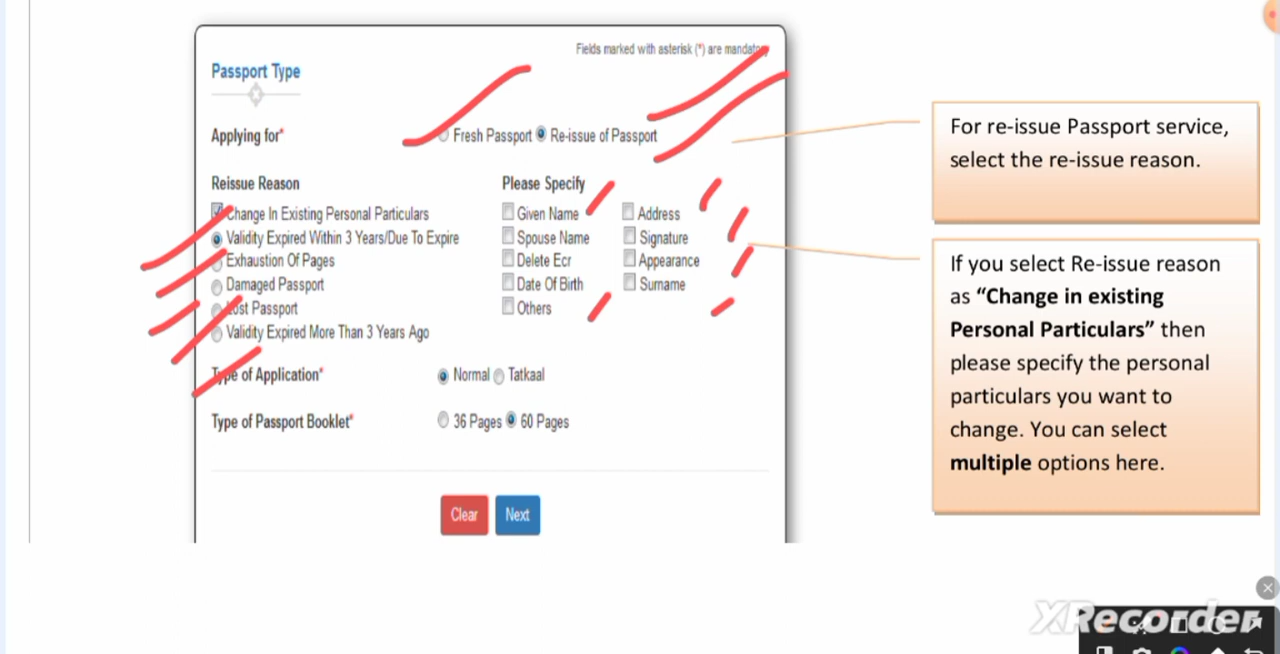 Fields marked with asterisk (*) are mandatory
Passport Type
Applying for*
Fresh Passport
Re-issue of Passport
Reissue Reason
Please Specify
Change In Existing Personal Particulars
Given Name
Address
Validity Expired Within 3 Years/Due To Expire
Spouse Name
Signature
Exhaustion Of Pages
Delete Ecr
Appearance
Damaged Passport
Date Of Birth
Surname
Lost Passport
Others
Validity Expired More Than 3 Years Ago
Type of Application*
Normal
Tatkaal
Type of Passport Booklet*
36 Pages
60 Pages
Clear
Next
For re-issue Passport service,
select the re-issue reason.
If you select Re-issue reason
as “Change in existing
Personal Particulars” then
please specify the personal
particulars you want to
change. You can select
multiple options here.
XRecorder